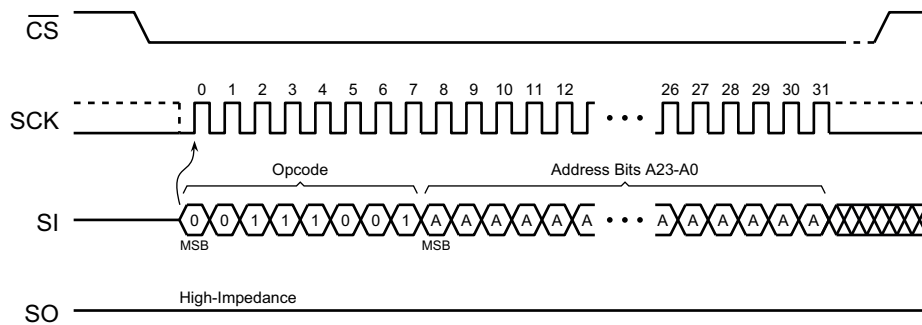 CS
0 1 2 3 4 5 6 7 8 9 10 11 12 26 27 28 29 30 31
SCK
Opcode Address Bits A23-A0
SI 0 0 1 1 1 0 0 1 A A A A A A A A A A A A
MSB MSB
High-Impedance
SO